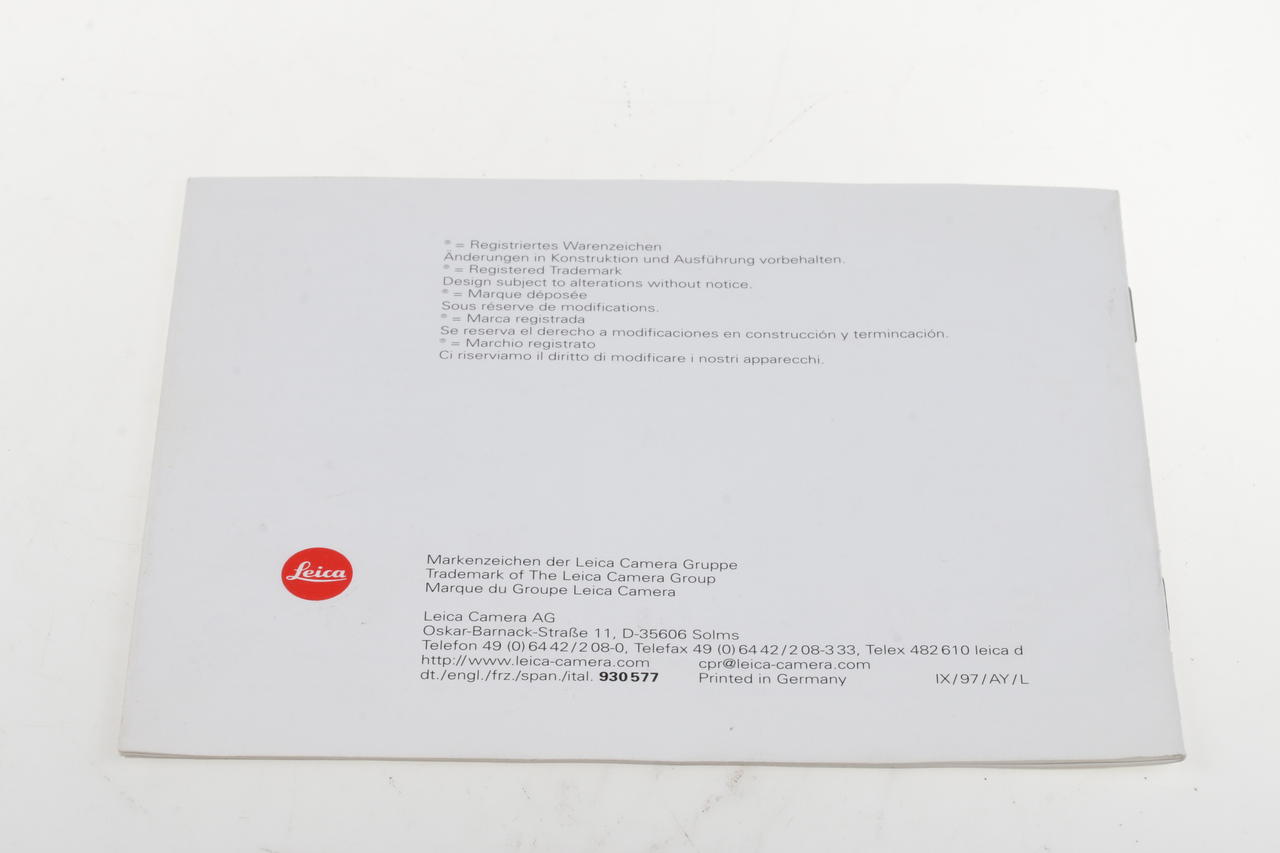 ® = Registriertes Warenzeichen
Änderungen in Konstruktion und Ausführung vorbehalten.
® = Registered Trademark
Design subject to alterations without notice.
® = Marque déposée
Sous réserve de modifications.
® = Marca registrada
Se reserva el derecho a modificaciones en construcción y termincación.
® = Marchio registrato
Ci riserviamo il diritto di modificare i nostri apparecchi.
Leica
Markenzeichen der Leica Camera Gruppe
Trademark of The Leica Camera Group
Marque du Groupe Leica Camera
Leica Camera AG
Oskar-Barnack-Straße 11, D-35606 Solms
Telefon 49 (0) 64 42 / 2 08-0, Telefax 49 (0) 64 42 / 2 08-3 33, Telex 482 610 leica d
http://www.leica-camera.com cpr@leica-camera.com
dt./engl./frz./span./ital. 930 577 Printed in Germany IX/97/AY/L